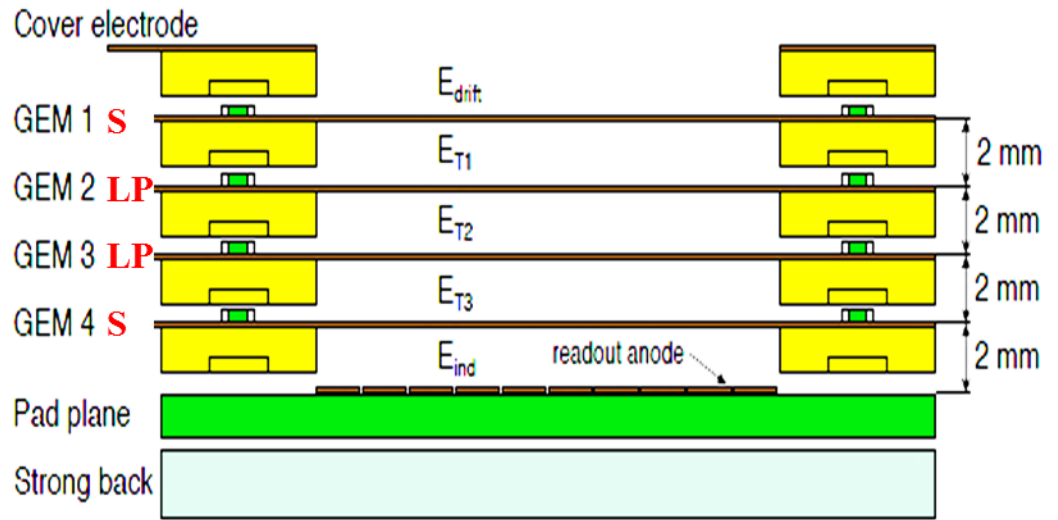 Cover electrode
E_drift
GEM 1 S
E_T1
2 mm
GEM 2 LP
E_T2
2 mm
GEM 3 LP
E_T3
2 mm
GEM 4 S
E_ind
readout anode
2 mm
Pad plane
Strong back